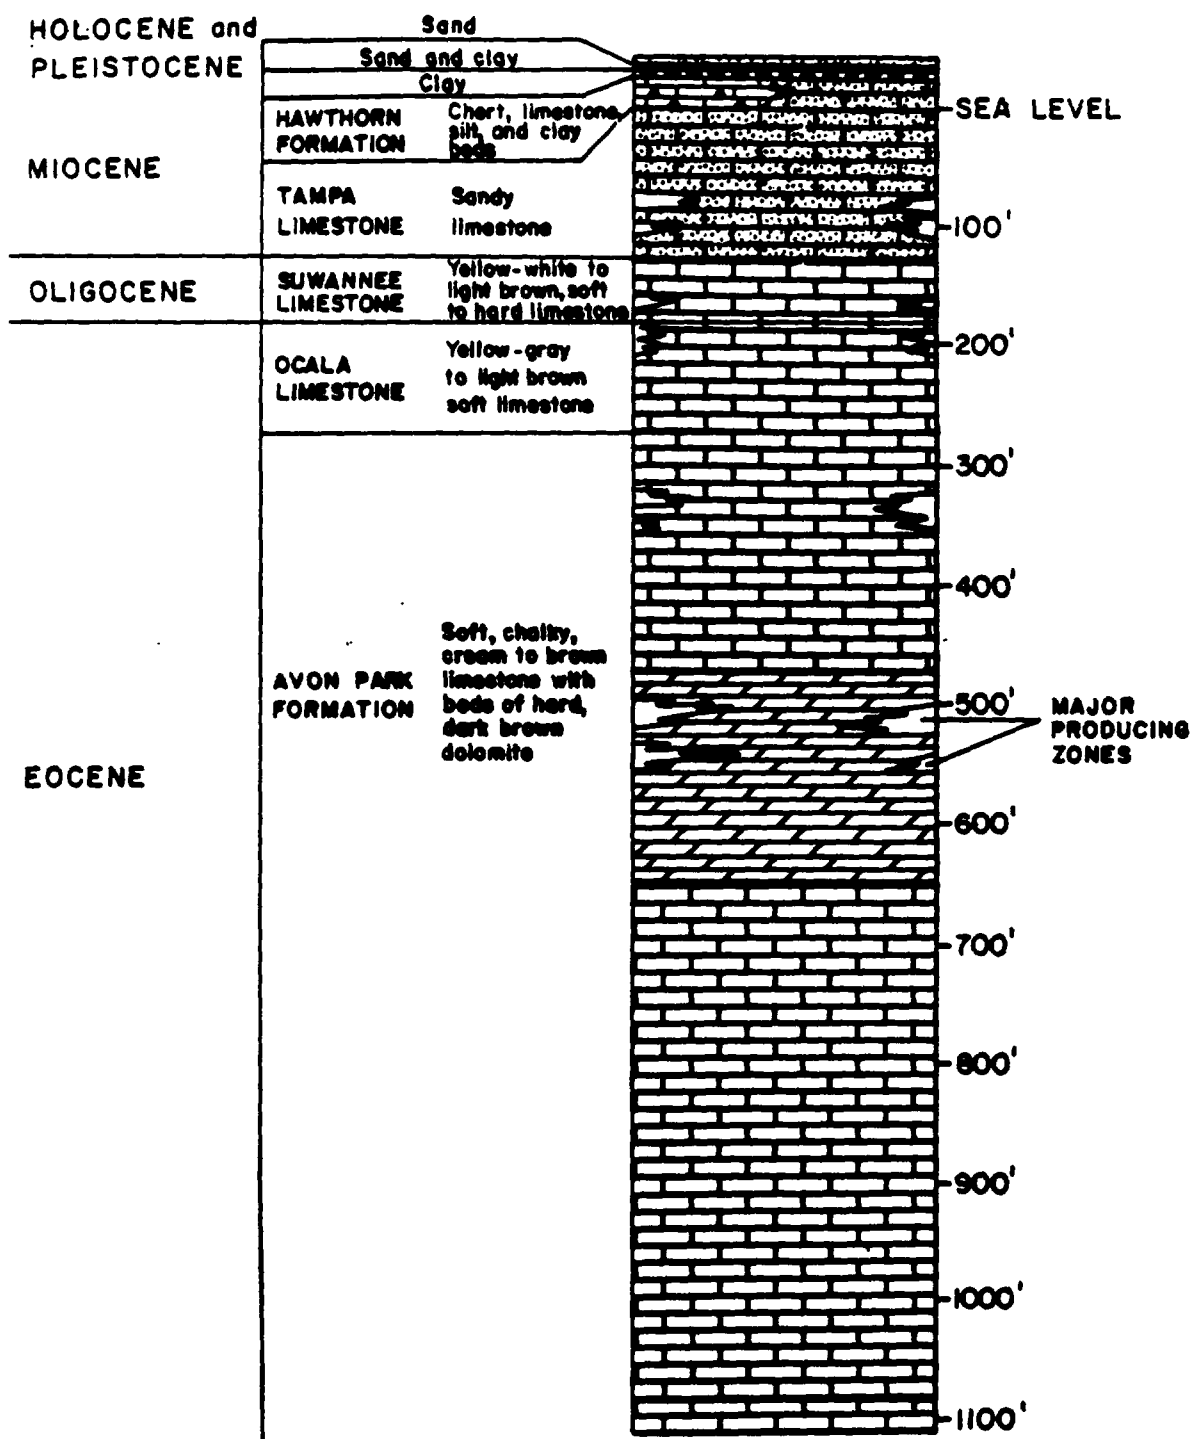 HOLOCENE and
PLEISTOCENE
Sand
Sand and clay
Clay
MIOCENE
HAWTHORN
FORMATION
Chert, limestone,
silt, and clay
beds
TAMPA
LIMESTONE
Sandy
limestone
OLIGOCENE
SUWANNEE
LIMESTONE
Yellow-white to
light brown, soft
to hard limestone
EOCENE
OCALA
LIMESTONE
Yellow-gray
to light brown
soft limestone
AVON PARK
FORMATION
Soft, chalky,
cream to brown
limestone with
beds of hard,
dark brown
dolomite
SEA LEVEL
100'
200'
300'
400'
500'
MAJOR
PRODUCING
ZONES
600'
700'
800'
900'
1000'
1100'